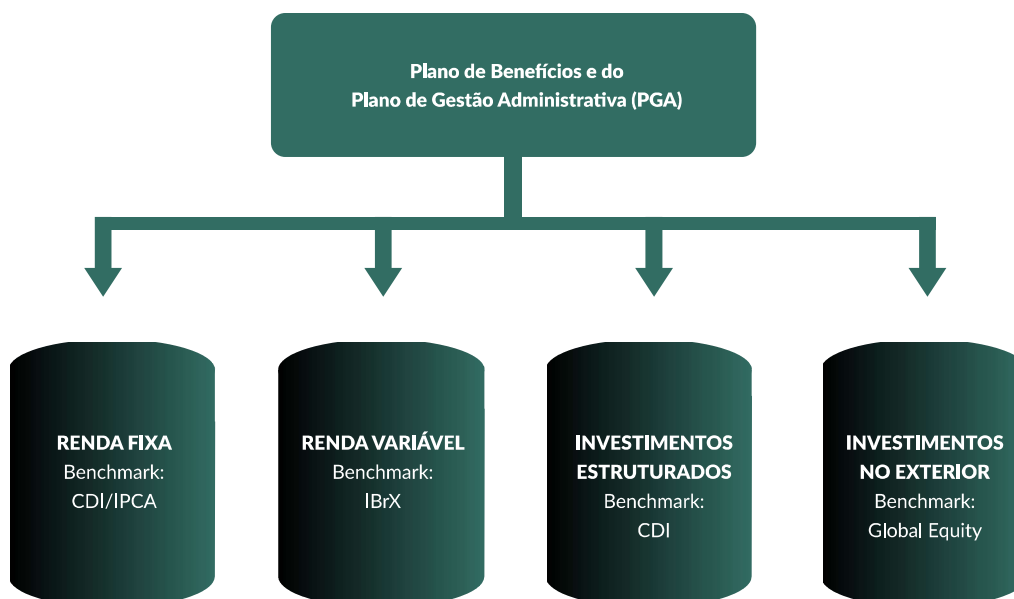 Plano de Benefícios e do
Plano de Gestão Administrativa (PGA)
RENDA FIXA
Benchmark:
CDI/IPCA
RENDA VARIÁVEL
Benchmark:
IBrX
INVESTIMENTOS
ESTRUTURADOS
Benchmark:
CDI
INVESTIMENTOS
NO EXTERIOR
Benchmark:
Global Equity